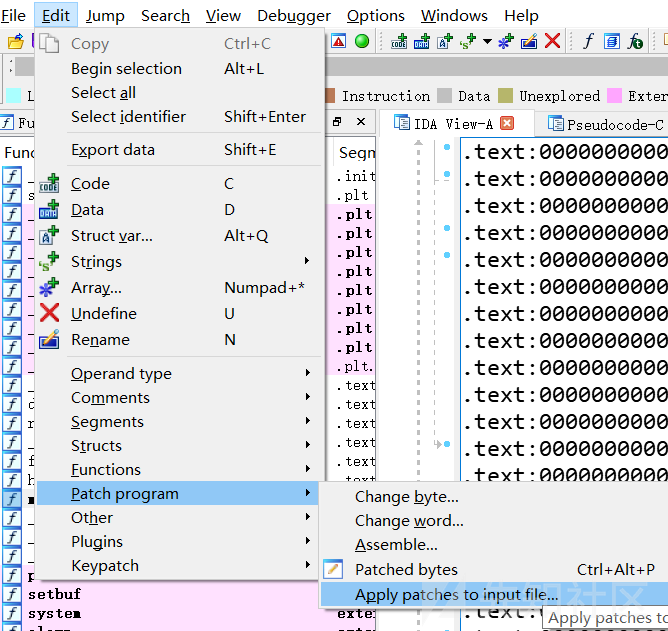 File Edit Jump Search View Debugger Options Windows Help
Copy Ctrl+C
Begin selection Alt+L
Select all
Select identifier Shift+Enter
Export data Shift+E
Code C
Data D
Struct var... Alt+Q
Strings
Array... Numpad+*
Undefine U
Rename N
Operand type
Comments
Segments
Structs
Functions
Patch program
Other
Plugins
Keypatch
Change byte...
Change word...
Assemble...
Patched bytes Ctrl+Alt+P
Apply patches to input file...
Apply patches to
Instruction Data Unexplored Exter
IDA View-A Pseudocode-C
Segm
.init
.plt
.plt
.plt
.plt
.plt
.plt
.plt
.plt
.plt
.plt.
.text
.text
.text
.text
.text
.text
setbuf
system
exte
.text:0000000000
.text:0000000000
.text:0000000000
.text:0000000000
.text:0000000000
.text:0000000000
.text:0000000000
.text:0000000000
.text:0000000000
.text:0000000000
.text:0000000000
.text:0000000000
.text:0000000000